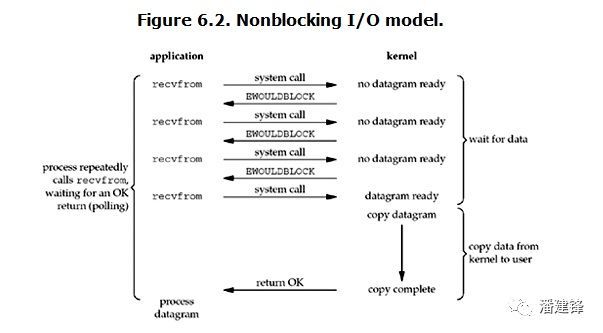 Figure 6.2. Nonblocking I/O model.
application kernel
recvfrom system call no datagram ready
EWOULDBLOCK
recvfrom system call no datagram ready
EWOULDBLOCK
recvfrom system call no datagram ready
EWOULDBLOCK
recvfrom system call datagram ready
process repeatedly
calls recvfrom,
waiting for an OK
return (polling)
wait for data
copy datagram
copy data from
kernel to user
return OK copy complete
process
datagram
潘建锋